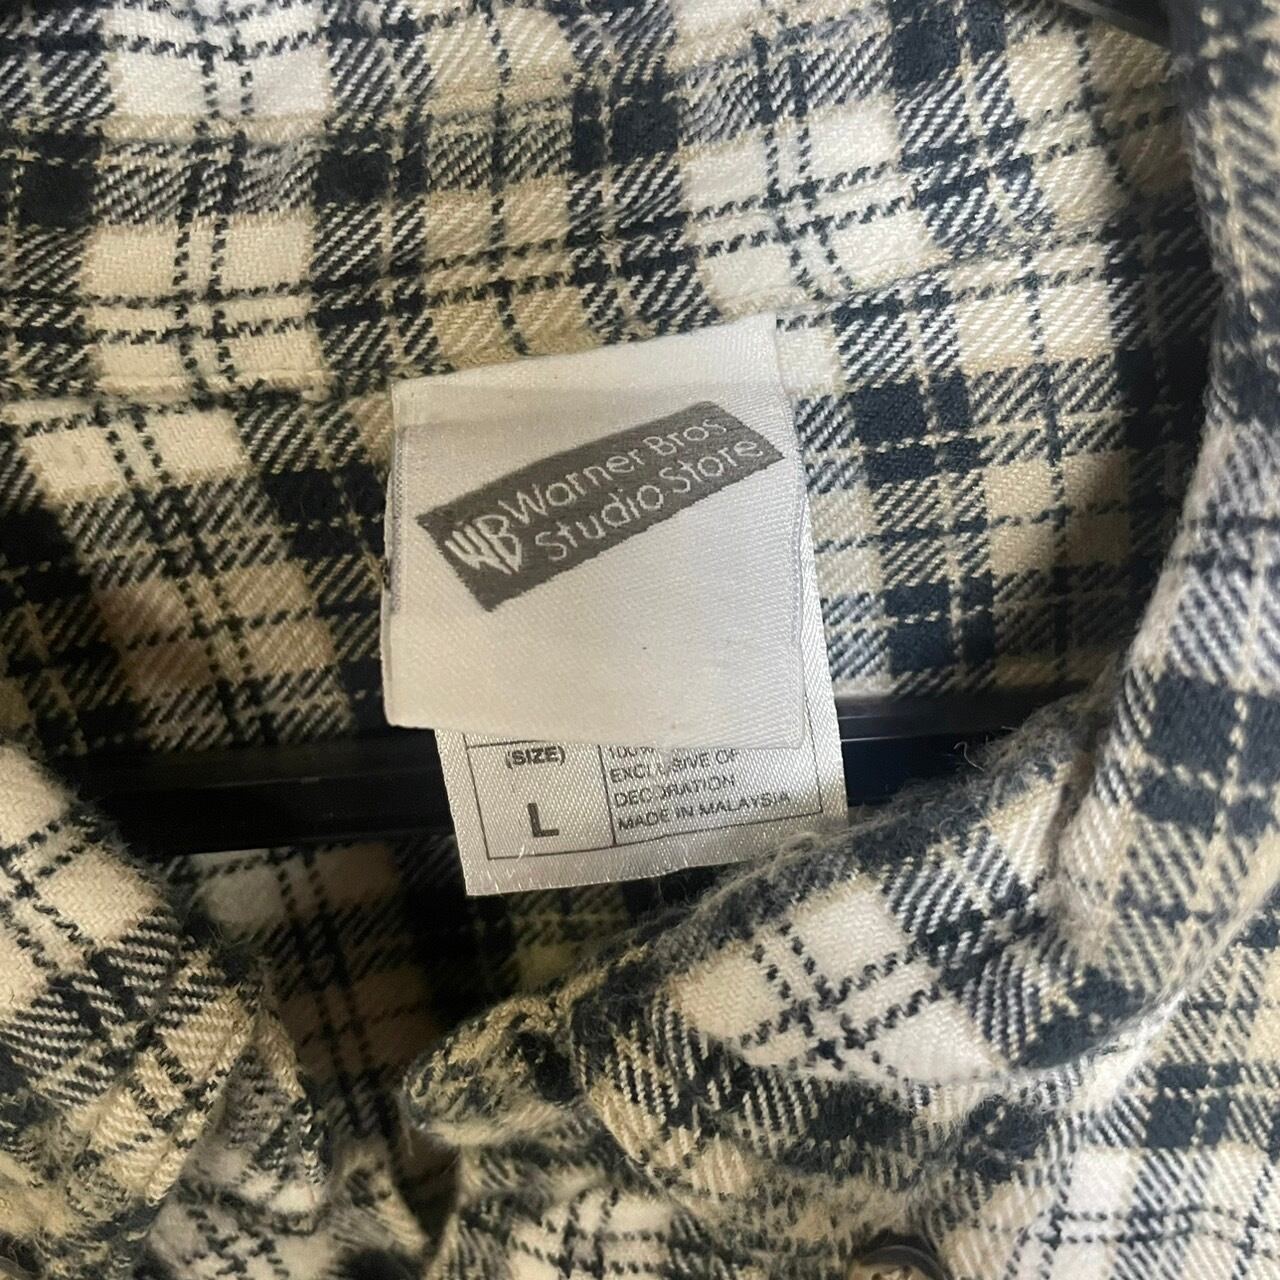 WB Warner Bros.
Studio Store
(SIZE)
L
EXCLUSIVE OF
DECORATION
MADE IN MALAYSIA